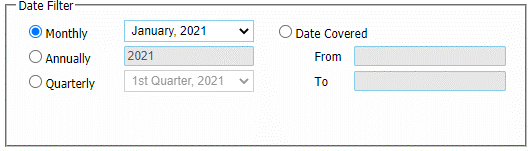 Date Filter
Monthly January, 2021 Date Covered
Annually 2021 From
Quarterly 1st Quarter, 2021 To